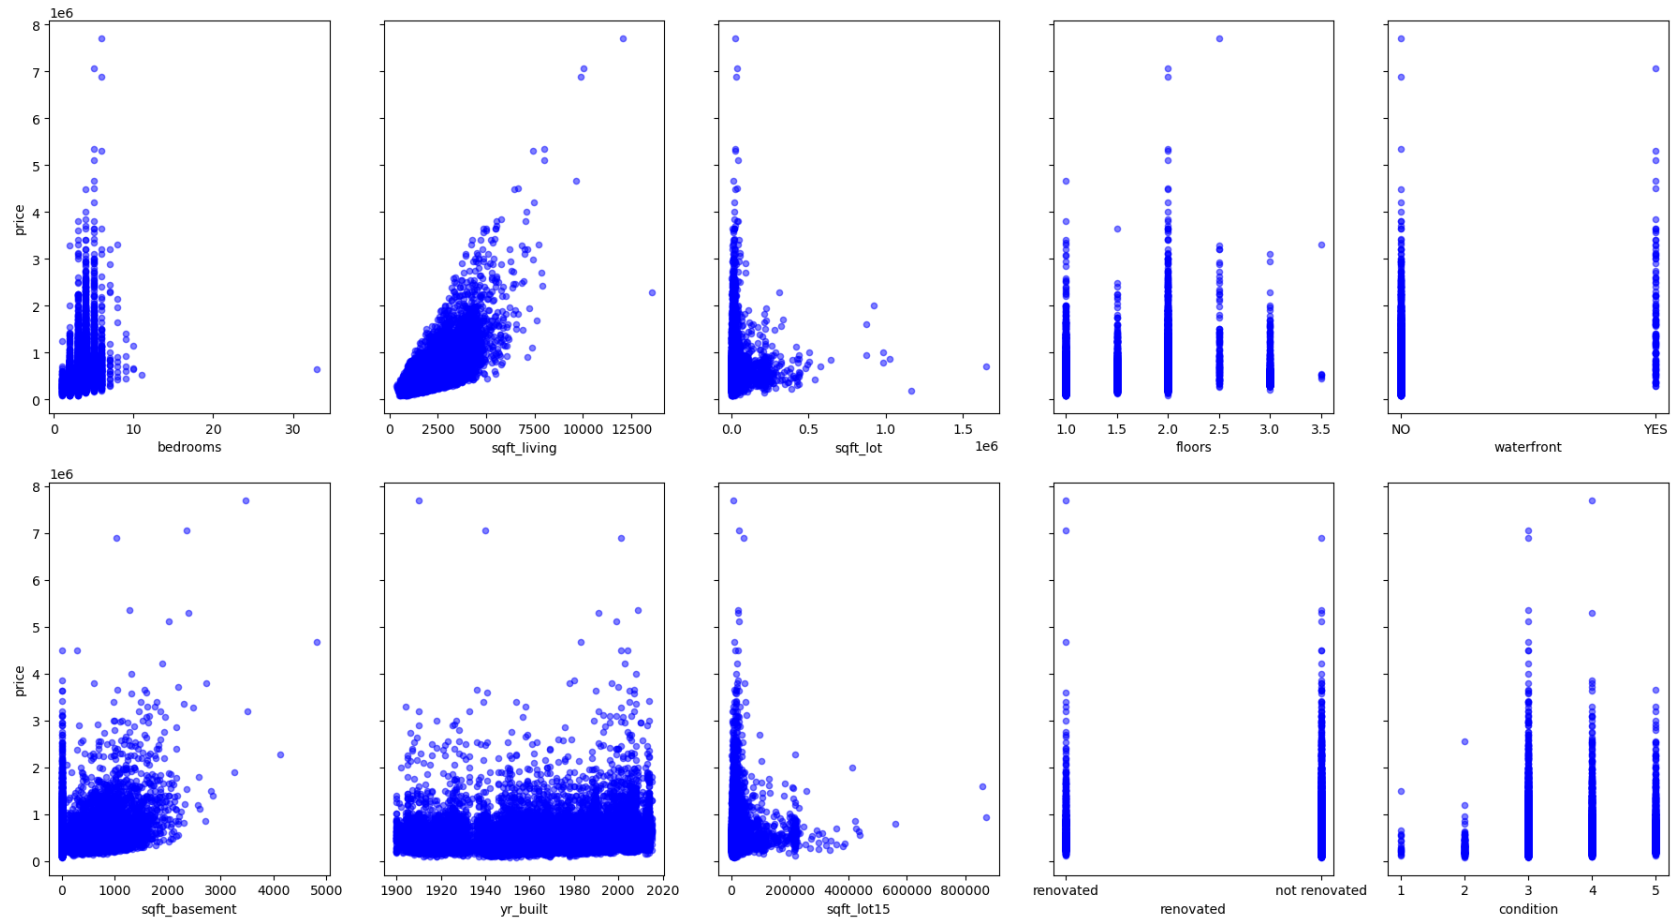 1e6
8
7
6
5
4
3
2
1
0
price
0 10 20 30
bedrooms
0 2500 5000 7500 10000 12500
sqft_living
0.0 0.5 1.0 1.5
1e6
sqft_lot
1.0 1.5 2.0 2.5 3.0 3.5
floors
NO YES
waterfront
1e6
8
7
6
5
4
3
2
1
0
price
0 1000 2000 3000 4000 5000
sqft_basement
1900 1920 1940 1960 1980 2000 2020
yr_built
0 200000 400000 600000 800000
sqft_lot15
renovated not renovated
renovated
1 2 3 4 5
condition